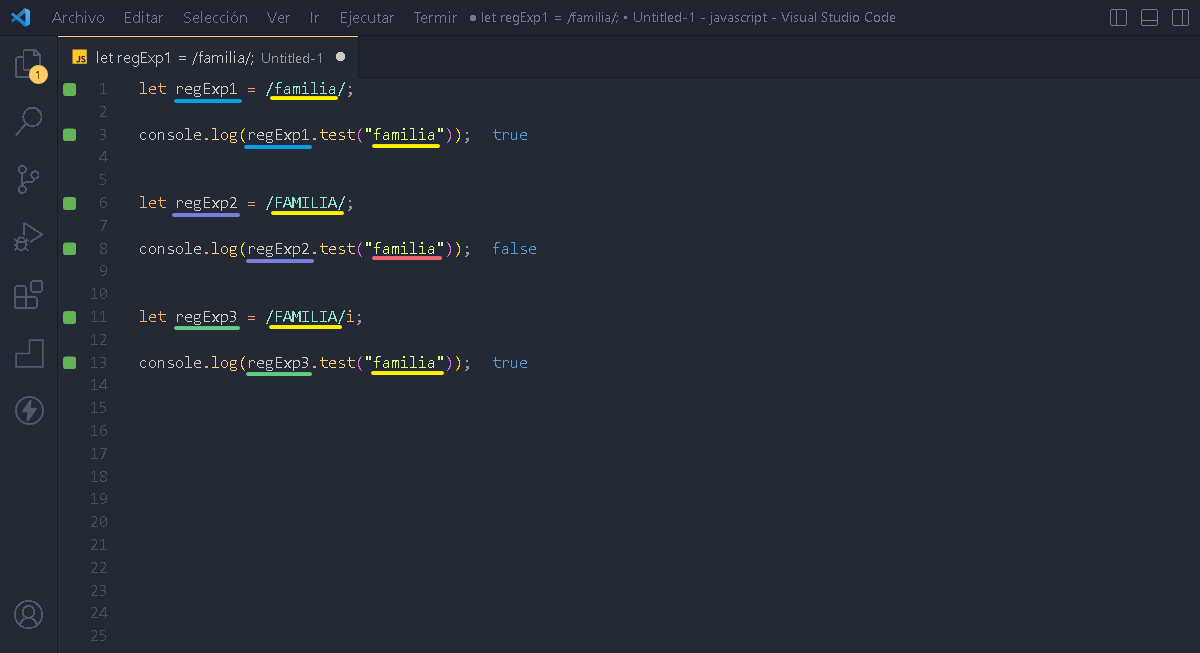 Archivo Editar Selección Ver Ir Ejecutar Termir ● let regExp1 = /familia/; • Untitled-1 - javascript - Visual Studio Code
JS let regExp1 = /familia/; Untitled-1 ●
1
1 let regExp1 = /familia/;
2
3 console.log(regExp1.test("familia")); true
4
5
6 let regExp2 = /FAMILIA/;
7
8 console.log(regExp2.test("familia")); false
9
10
11 let regExp3 = /FAMILIA/i;
12
13 console.log(regExp3.test("familia")); true
14
15
16
17
18
19
20
21
22
23
24
25